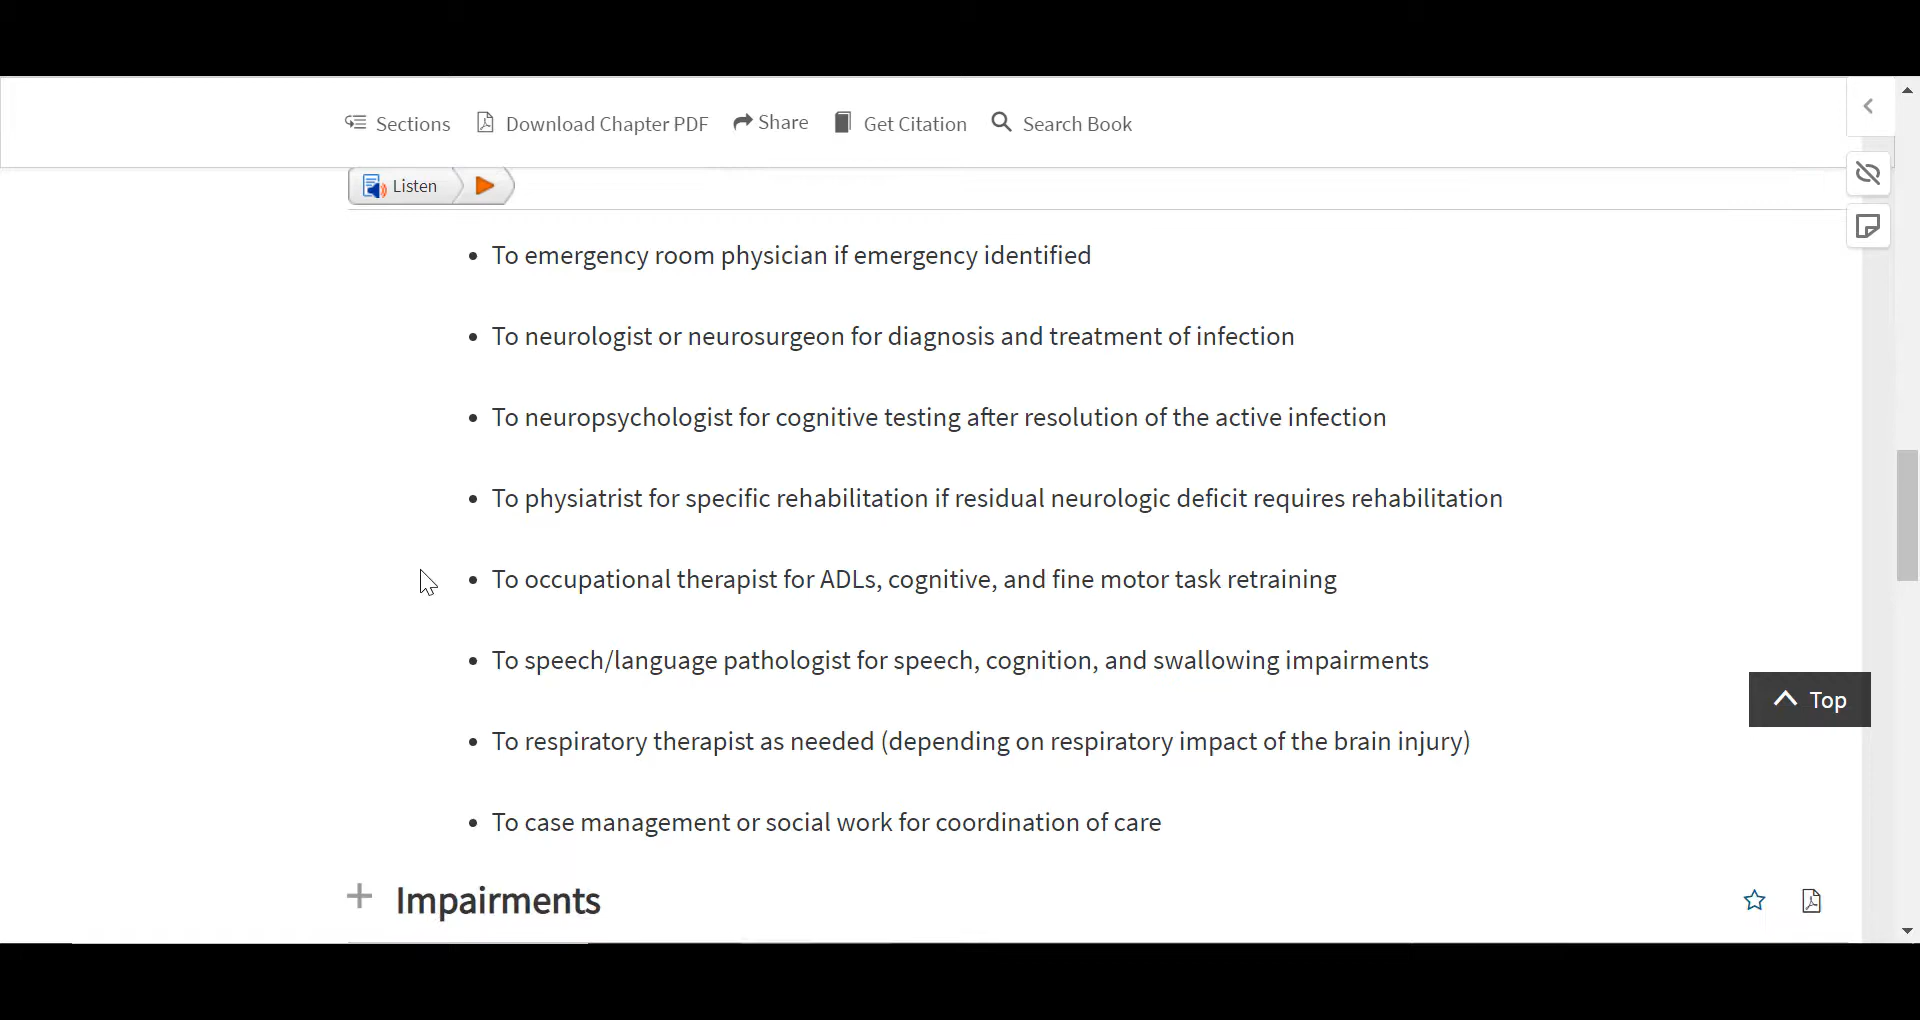 Sections Download Chapter PDF Share Get Citation Search Book
Listen
• To emergency room physician if emergency identified
• To neurologist or neurosurgeon for diagnosis and treatment of infection
• To neuropsychologist for cognitive testing after resolution of the active infection
• To physiatrist for specific rehabilitation if residual neurologic deficit requires rehabilitation
• To occupational therapist for ADLs, cognitive, and fine motor task retraining
• To speech/language pathologist for speech, cognition, and swallowing impairments
Top
• To respiratory therapist as needed (depending on respiratory impact of the brain injury)
• To case management or social work for coordination of care
Impairments